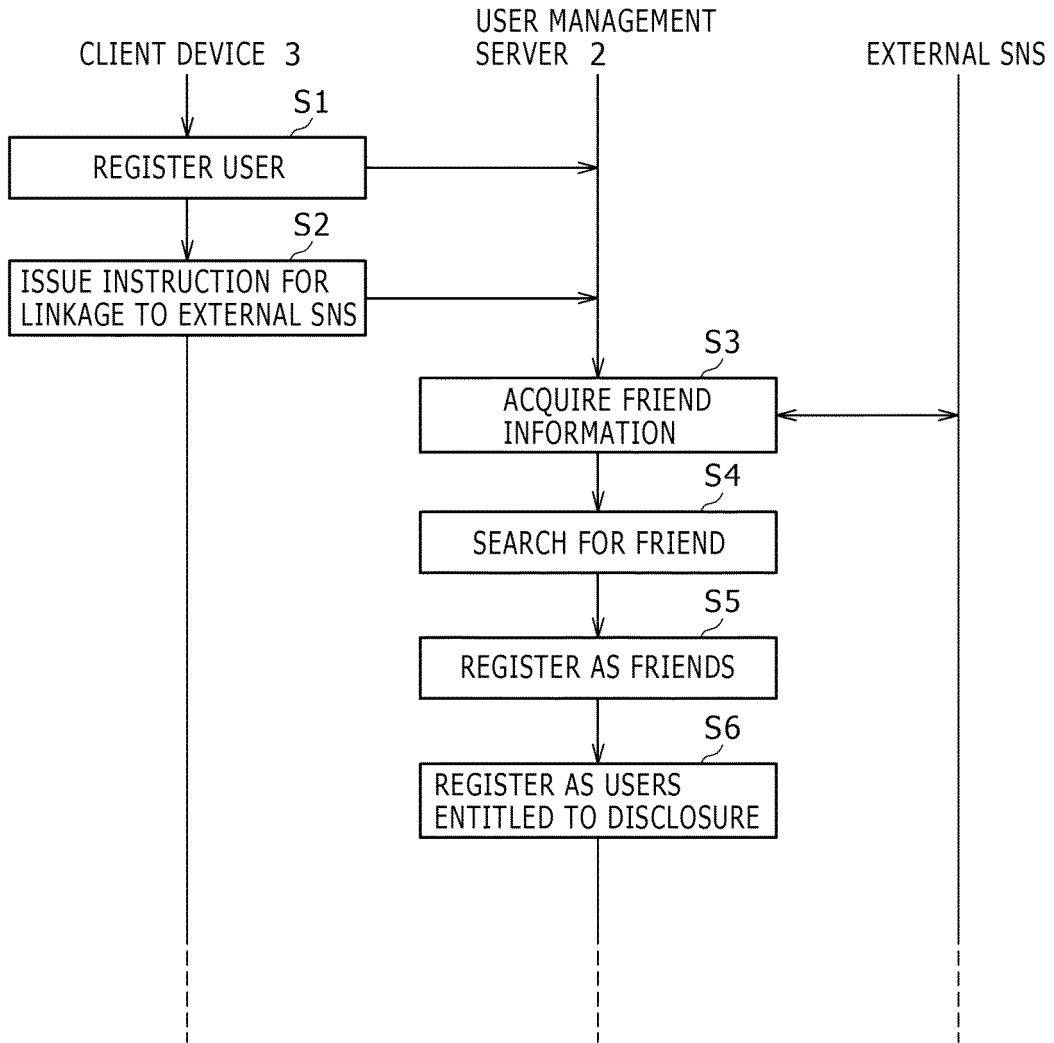 CLIENT DEVICE 3
USER MANAGEMENT
SERVER 2
EXTERNAL SNS
S1
REGISTER USER
S2
ISSUE INSTRUCTION FOR
LINKAGE TO EXTERNAL SNS
S3
ACQUIRE FRIEND
INFORMATION
S4
SEARCH FOR FRIEND
S5
REGISTER AS FRIENDS
S6
REGISTER AS USERS
ENTITLED TO DISCLOSURE